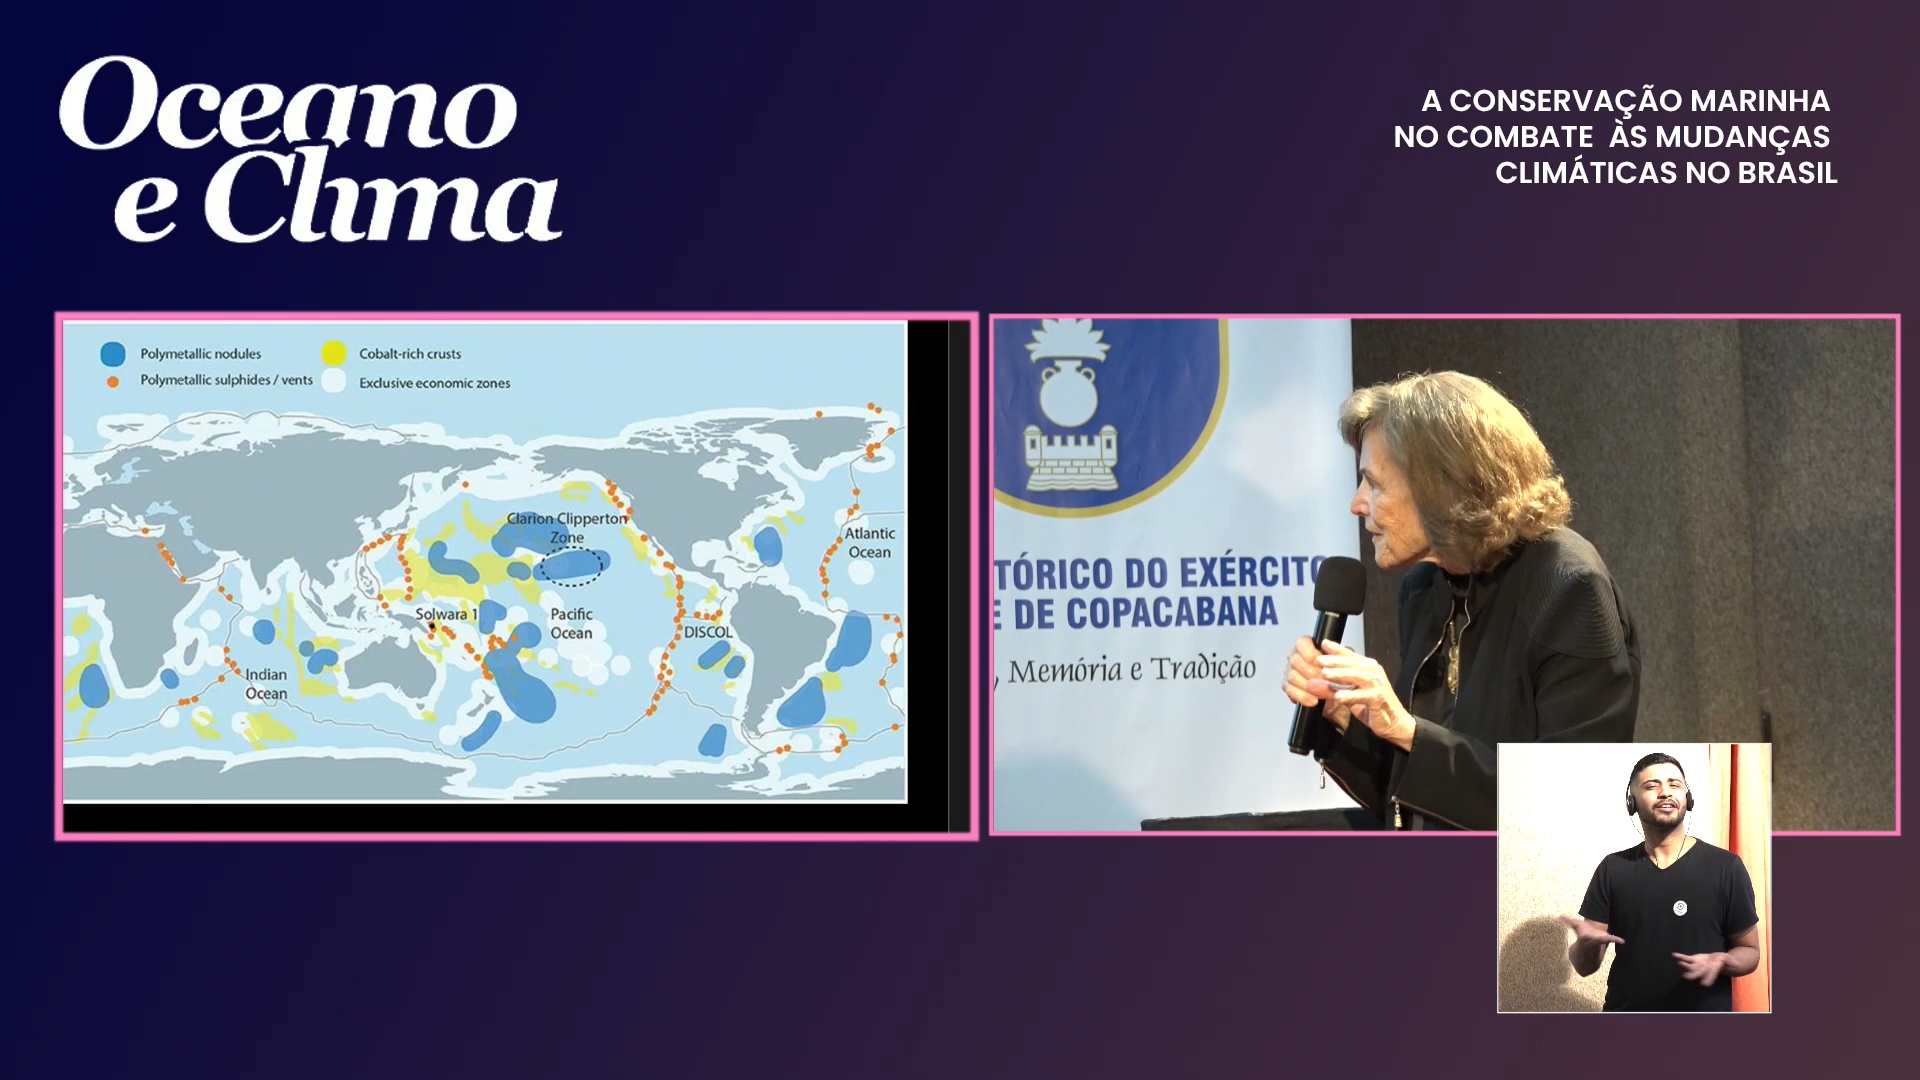 Oceano
e Clima
A CONSERVAÇÃO MARINHA
NO COMBATE ÀS MUDANÇAS
CLIMÁTICAS NO BRASIL
Polymetallic nodules
Cobalt-rich crusts
Polymetallic sulphides / vents
Exclusive economic zones
Clarion Clipperton
Zone
Atlantic
Ocean
Solwara 1
Pacific
Ocean
DISCOL
Indian
Ocean
TÓRICO DO EXÉRCITO
E DE COPACABANA
, Memória e Tradição